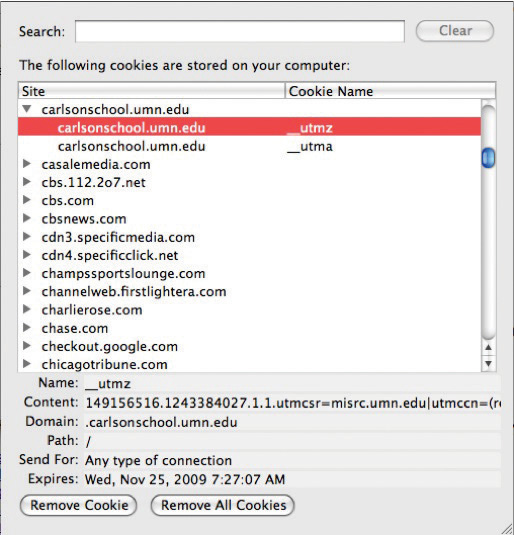 Search:
Clear
The following cookies are stored on your computer:
Site Cookie Name
carlsonschool.umn.edu
carlsonschool.umn.edu __utmz
carlsonschool.umn.edu __utma
casalemedia.com
cbs.112.2o7.net
cbs.com
cbsnews.com
cdn3.specificmedia.com
cdn4.specificclick.net
champssportslounge.com
channelweb.firstlightera.com
charlierose.com
chase.com
checkout.google.com
chicagotribune.com
Name: __utmz
Content: 149156516.1243384027.1.1.utmcsr=misrc.umn.edu|utmccn=(re
Domain: .carlsonschool.umn.edu
Path: /
Send For: Any type of connection
Expires: Wed, Nov 25, 2009 7:27:07 AM
Remove Cookie Remove All Cookies